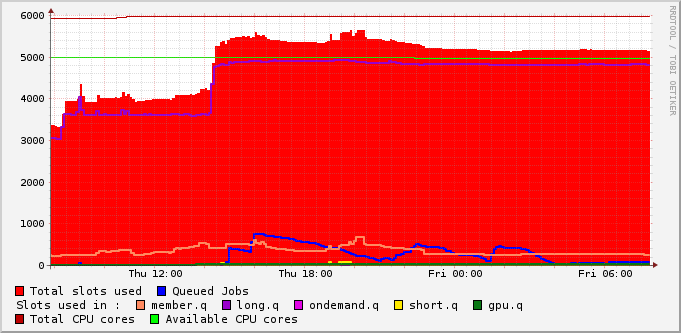 6000
5000
4000
3000
2000
1000
0
Thu 12:00 Thu 18:00 Fri 00:00 Fri 06:00
Total slots used Queued Jobs
Slots used in : member.q long.q ondemand.q short.q gpu.q
Total CPU cores Available CPU cores
RRDTOOL / TOBI OETIKER